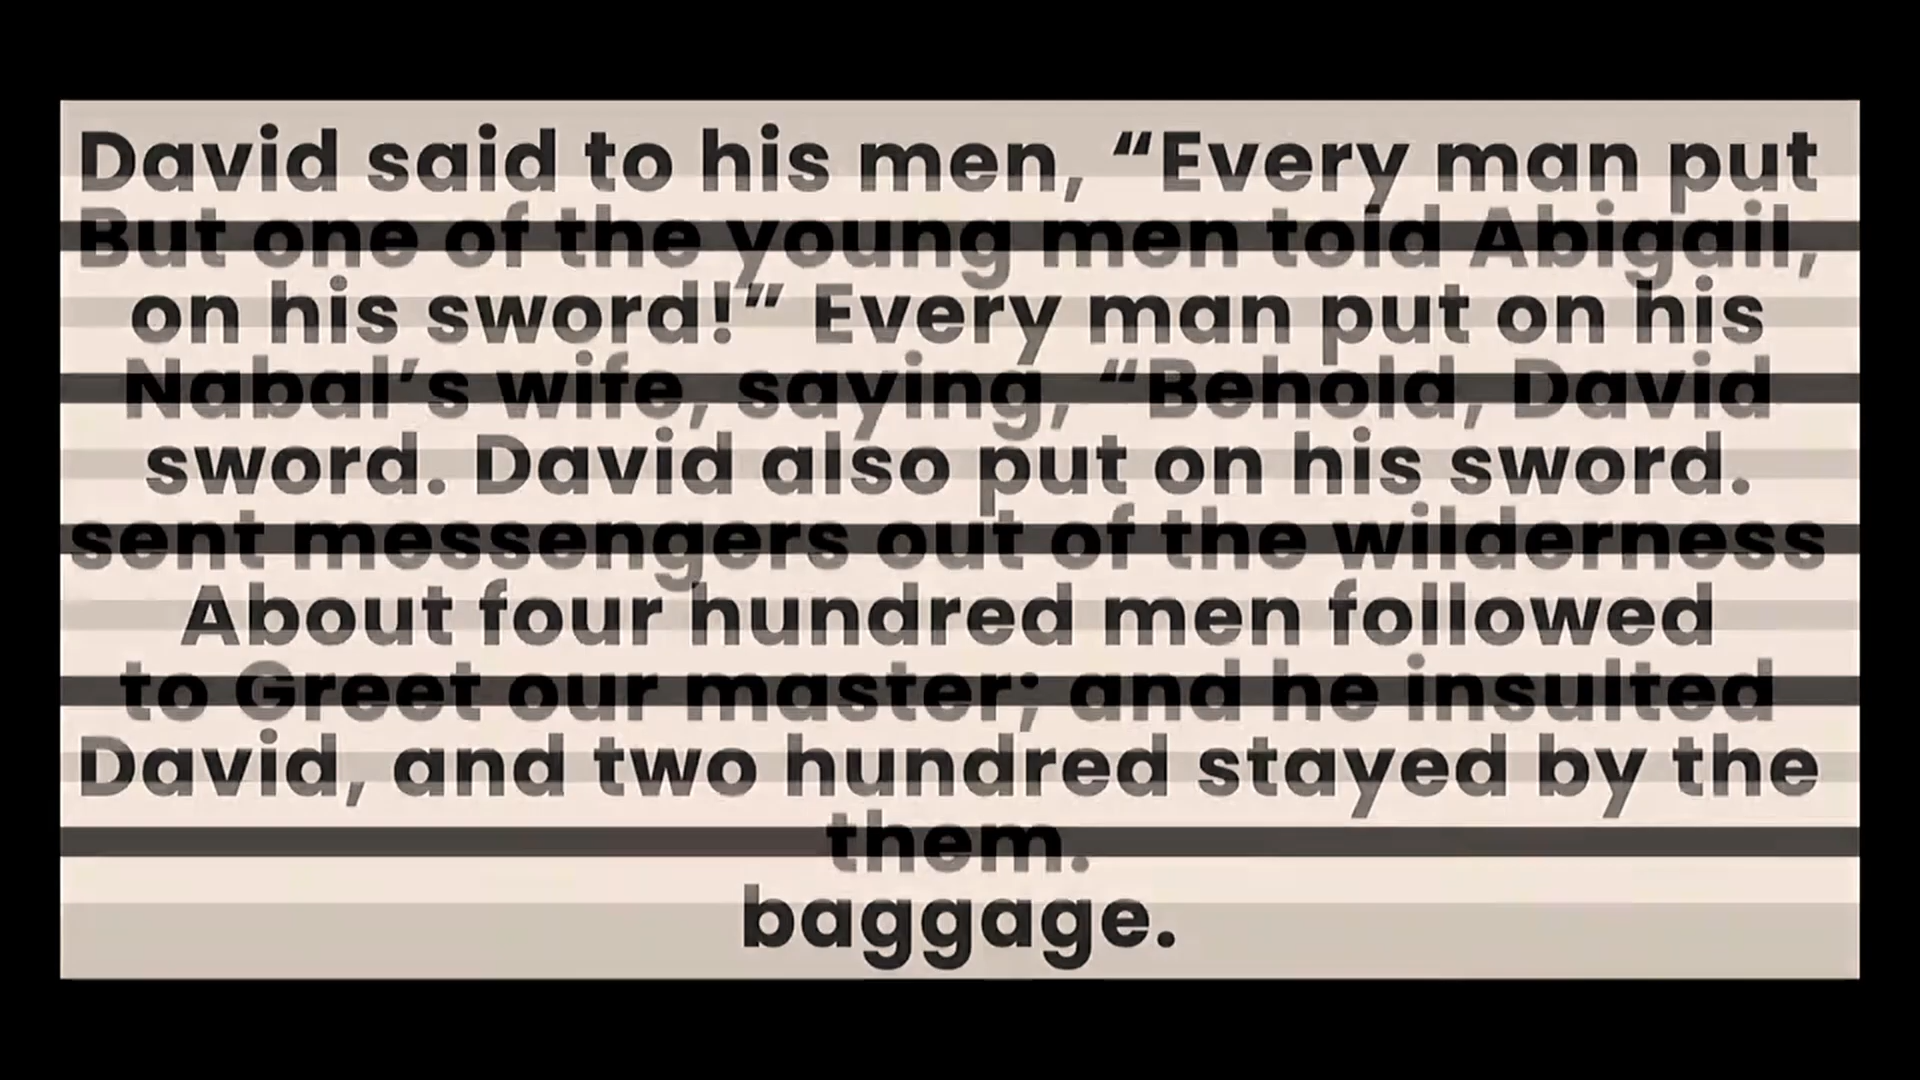 David said to his men, “Every man put
But one of the young men told Abigail,
on his sword!” Every man put on his
Nabal’s wife, saying, “Behold, David
sword. David also put on his sword.
sent messengers out of the wilderness
About four hundred men followed
to Greet our master; and he insulted
David, and two hundred stayed by the
them.
baggage.